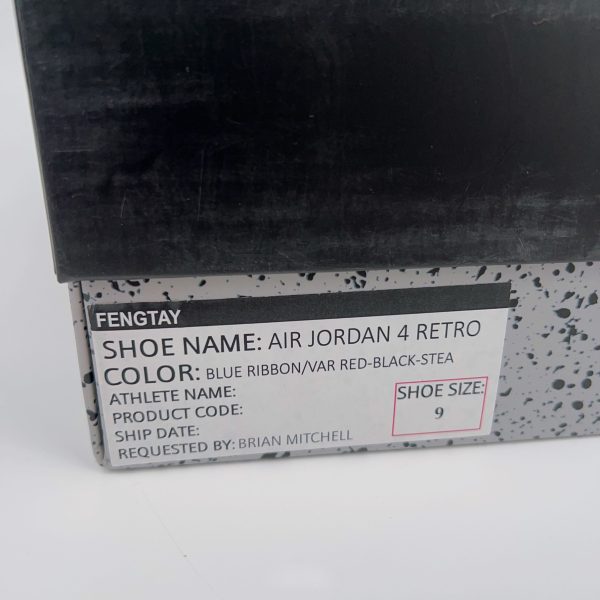 FENGTAY
SHOE NAME: AIR JORDAN 4 RETRO
COLOR: BLUE RIBBON/VAR RED-BLACK-STEA
ATHLETE NAME:
PRODUCT CODE:
SHIP DATE:
REQUESTED BY: BRIAN MITCHELL
SHOE SIZE:
9